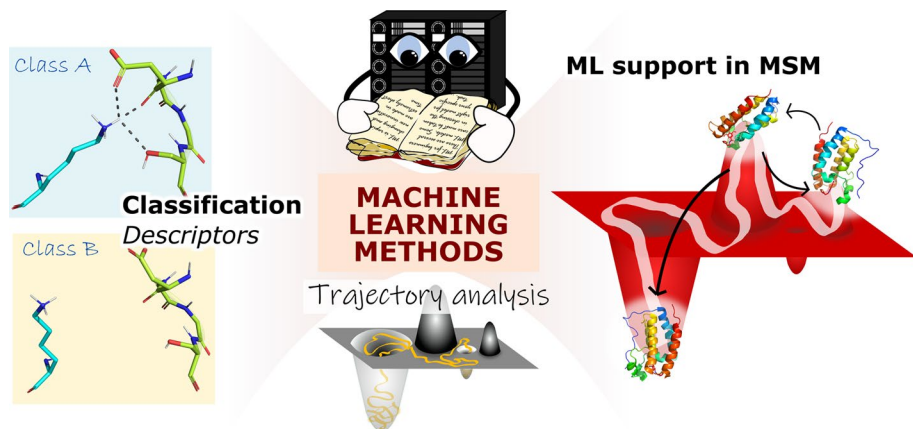 Class A
Classification
Descriptors
Class B
MACHINE
LEARNING
METHODS
Trajectory analysis
ML support in MSM